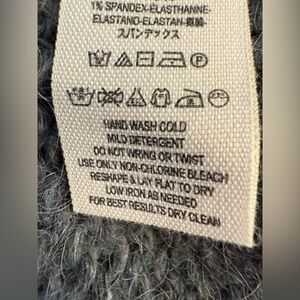 1% SPANDEX-ELASTHANNE-
ELASTANO-ELASTAN-氨綸-
スパンデックス
HAND WASH COLD
MILD DETERGENT
DO NOT WRING OR TWIST
USE ONLY NON-CHLORINE BLEACH
RESHAPE & LAY FLAT TO DRY
LOW IRON AS NEEDED
FOR BEST RESULTS DRY CLEAN